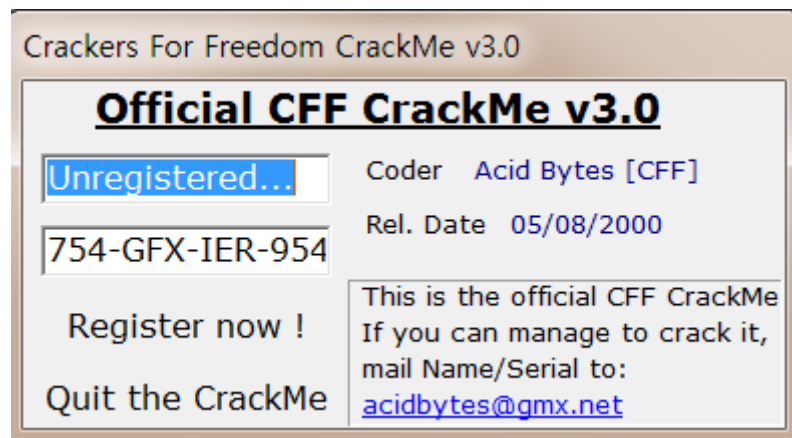 Crackers For Freedom CrackMe v3.0
Official CFF CrackMe v3.0
Unregistered...
754-GFX-IER-954
Register now !
Quit the CrackMe
Coder Acid Bytes [CFF]
Rel. Date 05/08/2000
This is the official CFF CrackMe
If you can manage to crack it,
mail Name/Serial to:
acidbytes@gmx.net